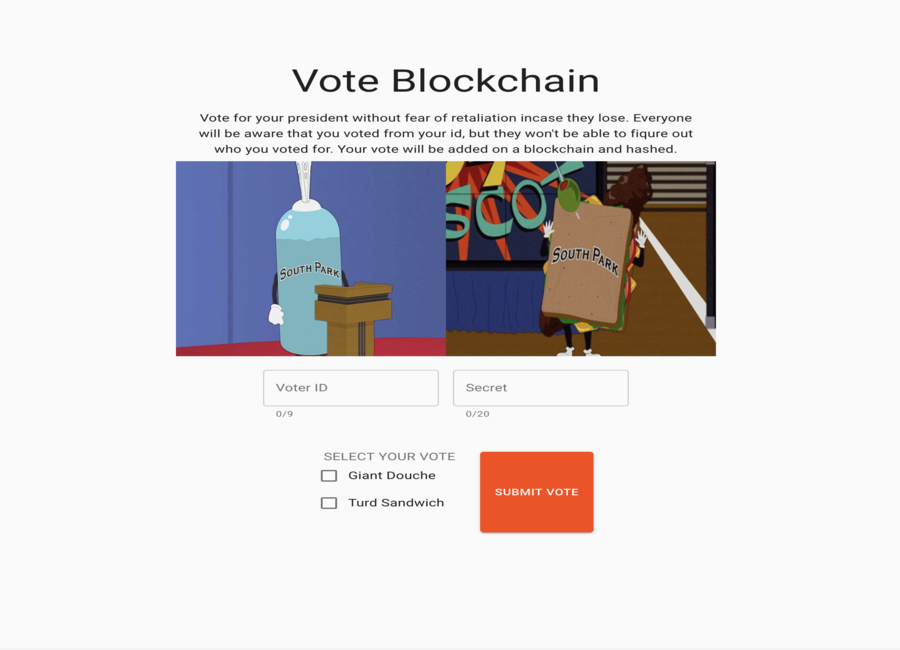 Vote Blockchain
Vote for your president without fear of retaliation incase they lose. Everyone
will be aware that you voted from your id, but they won't be able to fiqure out
who you voted for. Your vote will be added on a blockchain and hashed.
SOUTH PARK
SCOT
SOUTH PARK
Voter ID
Secret
0/9
0/20
SELECT YOUR VOTE
Giant Douche
Turd Sandwich
SUBMIT VOTE